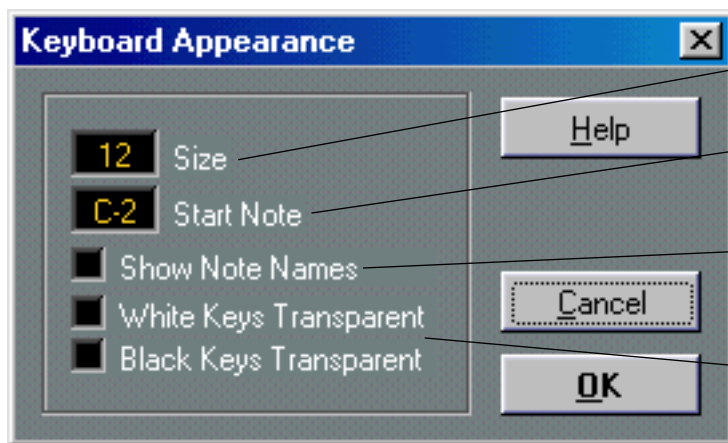 Keyboard Appearance
12 Size
C-2 Start Note
Show Note Names
White Keys Transparent
Black Keys Transparent
Help
Cancel
OK